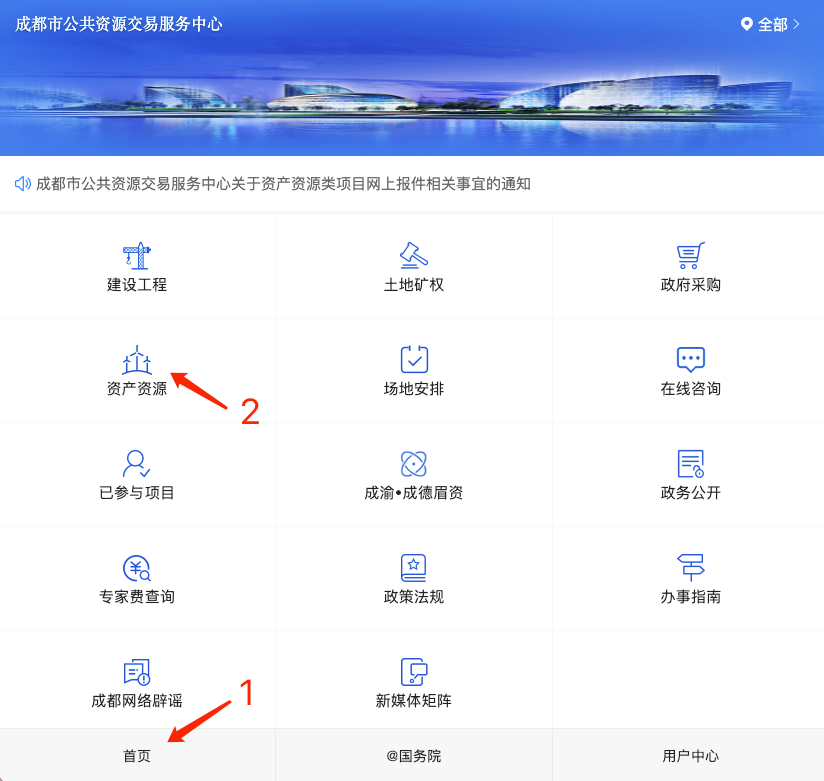 成都市公共资源交易服务中心
全部
成都市公共资源交易服务中心关于资产资源类项目网上报件相关事宜的通知
建设工程
土地矿权
政府采购
资产资源
场地安排
在线咨询
2
已参与项目
成渝•成德眉资
政务公开
专家费查询
政策法规
办事指南
成都网络辟谣
新媒体矩阵
1
首页
@国务院
用户中心